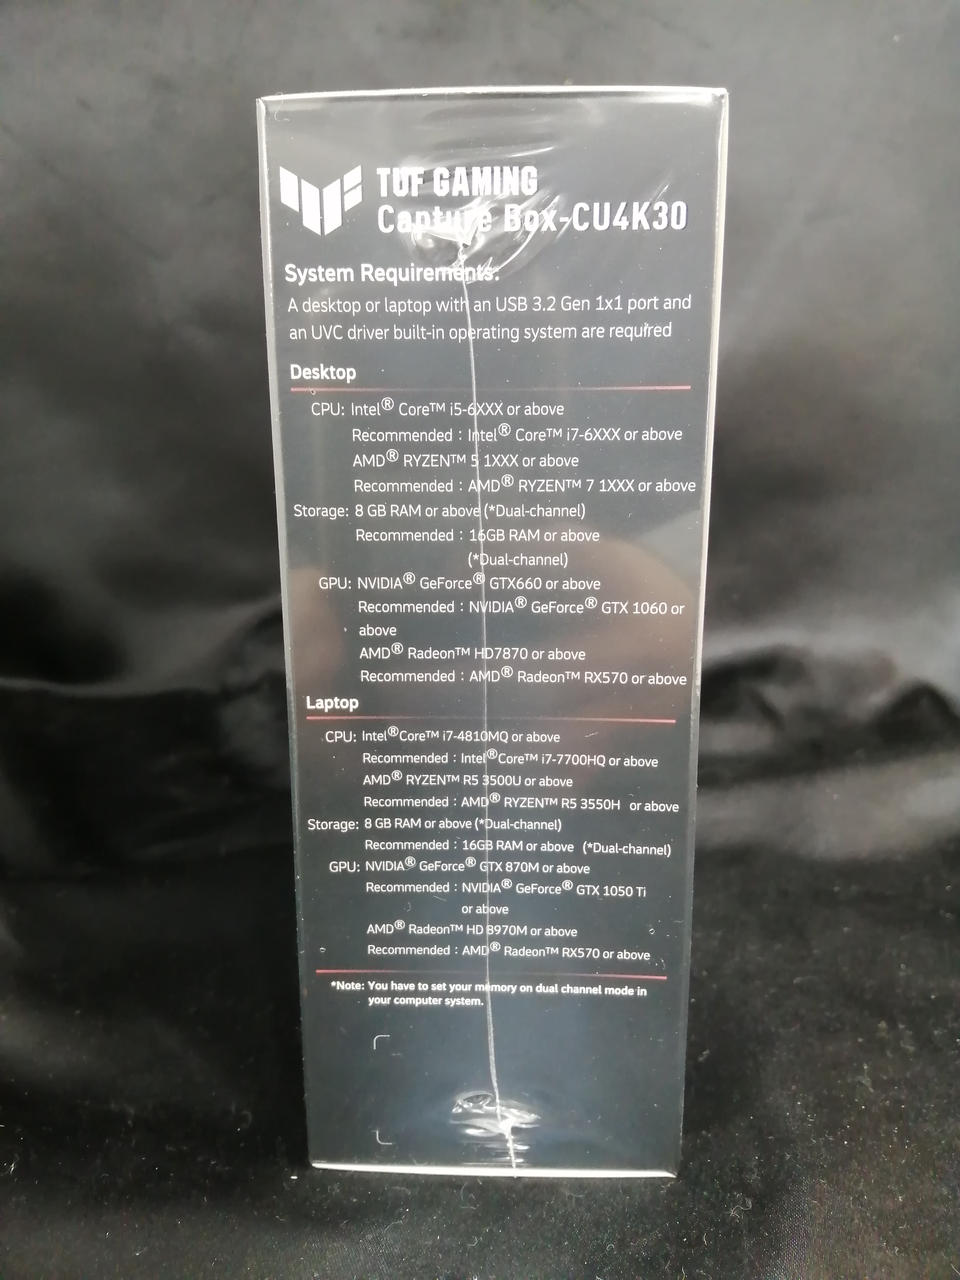 TUF GAMING
Capture Box-CU4K30
System Requirements:
A desktop or laptop with an USB 3.2 Gen 1x1 port and
an UVC driver built-in operating system are required
Desktop
CPU: Intel® Core™ i5-6XXX or above
Recommended : Intel® Core™ i7-6XXX or above
AMD® RYZEN™ 5 1XXX or above
Recommended : AMD® RYZEN™ 7 1XXX or above
Storage: 8 GB RAM or above (*Dual-channel)
Recommended : 16GB RAM or above
(*Dual-channel)
GPU: NVIDIA® GeForce® GTX660 or above
Recommended : NVIDIA® GeForce® GTX 1060 or
above
AMD® Radeon™ HD7870 or above
Recommended : AMD® Radeon™ RX570 or above
Laptop
CPU: Intel®Core™ i7-4810MQ or above
Recommended : Intel®Core™ i7-7700HQ or above
AMD® RYZEN™ R5 3500U or above
Recommended : AMD® RYZEN™ R5 3550H or above
Storage: 8 GB RAM or above (*Dual-channel)
Recommended : 16GB RAM or above (*Dual-channel)
GPU: NVIDIA® GeForce® GTX 870M or above
Recommended : NVIDIA® GeForce® GTX 1050 Ti
or above
AMD® Radeon™ HD 8970M or above
Recommended : AMD® Radeon™ RX570 or above
*Note: You have to set your memory on dual channel mode in
your computer system.